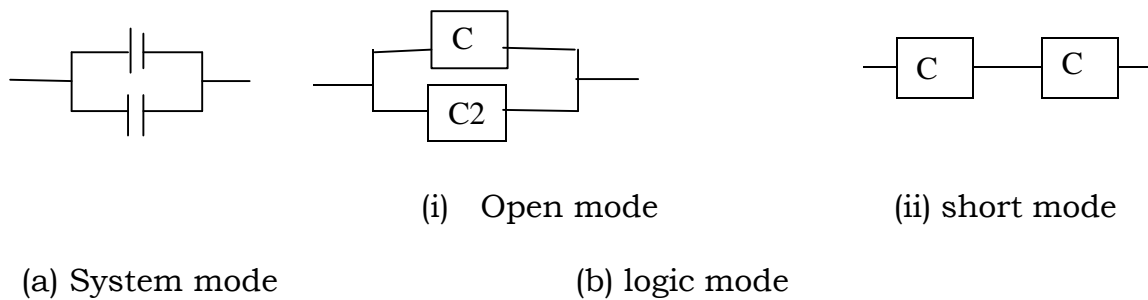 C C C
C2
(i) Open mode (ii) short mode
(a) System mode (b) logic mode